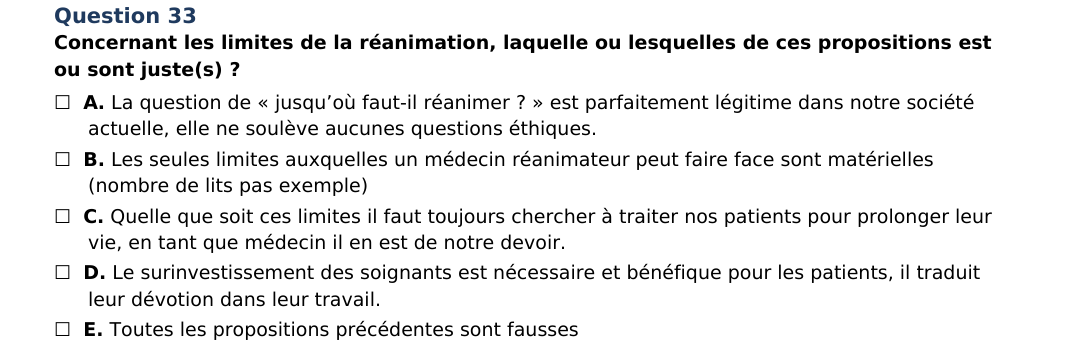 Question 33
Concernant les limites de la réanimation, laquelle ou lesquelles de ces propositions est
ou sont juste(s) ?
☐ A. La question de « jusqu’où faut-il réanimer ? » est parfaitement légitime dans notre société
actuelle, elle ne soulève aucunes questions éthiques.
☐ B. Les seules limites auxquelles un médecin réanimateur peut faire face sont matérielles
(nombre de lits pas exemple)
☐ C. Quelle que soit ces limites il faut toujours chercher à traiter nos patients pour prolonger leur
vie, en tant que médecin il en est de notre devoir.
☐ D. Le surinvestissement des soignants est nécessaire et bénéfique pour les patients, il traduit
leur dévotion dans leur travail.
☐ E. Toutes les propositions précédentes sont fausses